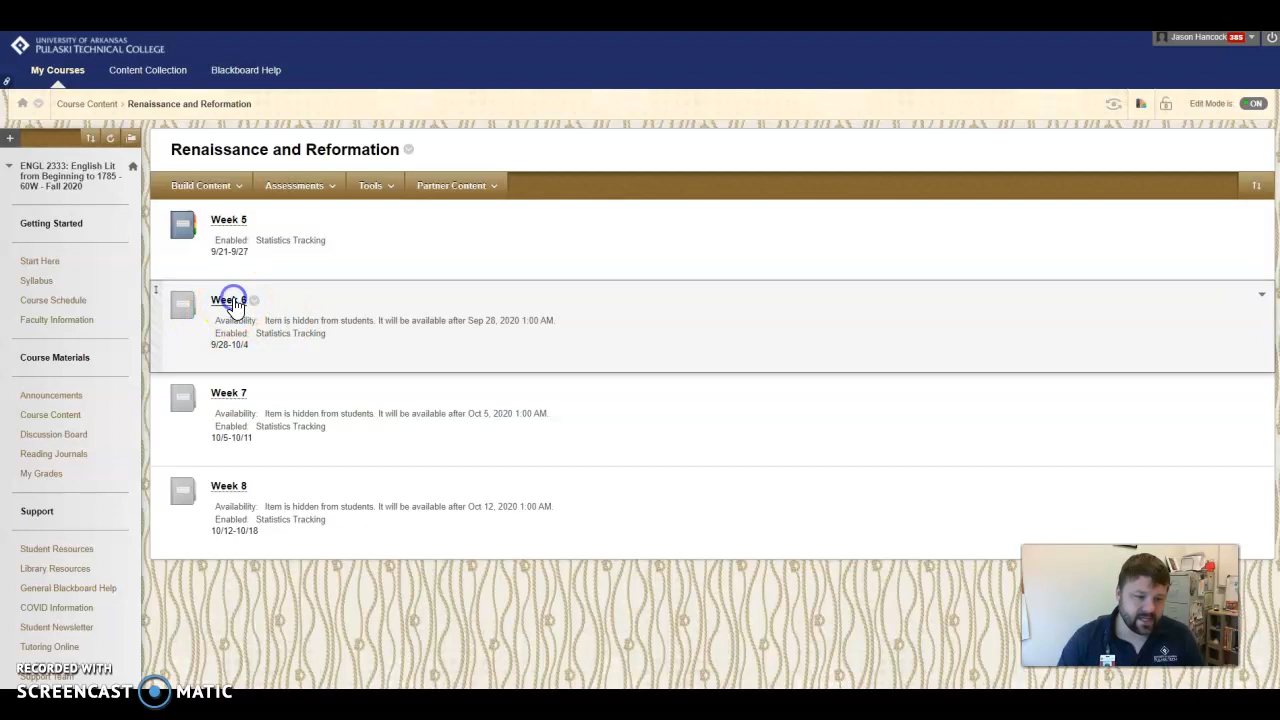 UNIVERSITY OF ARKANSAS
PULASKI TECHNICAL COLLEGE
Jason Hancock 385
My Courses
Content Collection
Blackboard Help
Course Content › Renaissance and Reformation
Edit Mode is: ON
ENGL 2333: English Lit
from Beginning to 1785 -
60W - Fall 2020
Getting Started
Start Here
Syllabus
Course Schedule
Faculty Information
Course Materials
Announcements
Course Content
Discussion Board
Reading Journals
My Grades
Support
Student Resources
Library Resources
General Blackboard Help
COVID Information
Student Newsletter
Tutoring Online
Support Team
Renaissance and Reformation
Build Content
Assessments
Tools
Partner Content
Week 5
Enabled: Statistics Tracking
9/21-9/27
Week 6
Availability: Item is hidden from students. It will be available after Sep 28, 2020 1:00 AM.
Enabled: Statistics Tracking
9/28-10/4
Week 7
Availability: Item is hidden from students. It will be available after Oct 5, 2020 1:00 AM.
Enabled: Statistics Tracking
10/5-10/11
Week 8
Availability: Item is hidden from students. It will be available after Oct 12, 2020 1:00 AM.
Enabled: Statistics Tracking
10/12-10/18
PULASKI TECH
RECORDED WITH
SCREENCAST MATIC